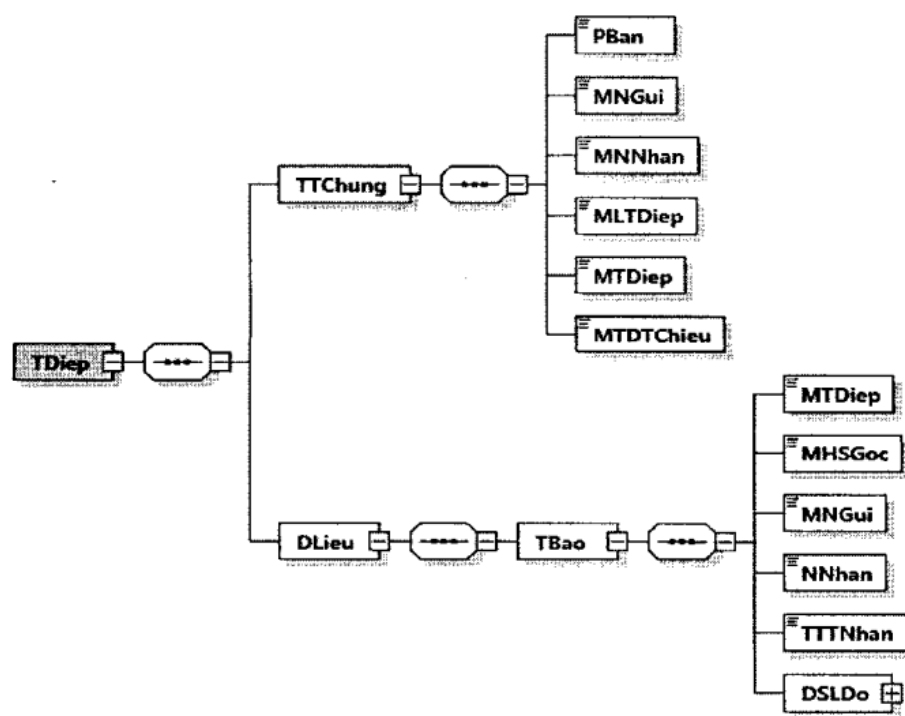 PBan
MNGui
MNNhan
TTChung
MLTDiep
MTDiep
MTDTChieu
TDiep
MTDiep
MHSGoc
MNGui
DLieu
TBao
NNhan
TTTNhan
DSLDo